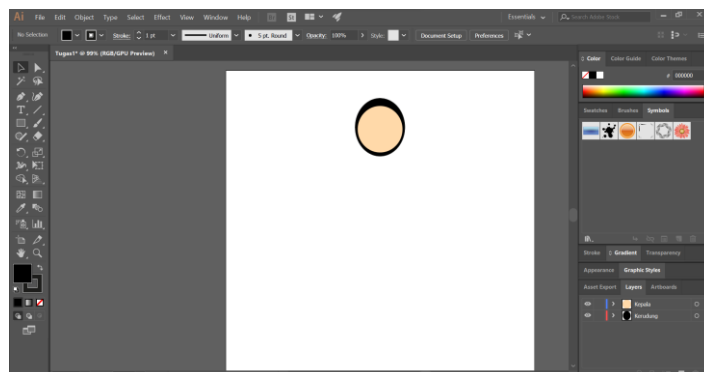 Ai File Edit Object Type Select Effect View Window Help Br St Essentials Search Adobe Stock
No Selection Stroke: 1 pt Uniform 5 pt. Round Opacity: 100% Style: Document Setup Preferences
Tugas1* @ 99% (RGB/GPU Preview) ×
Color Color Guide Color Themes
# 000000
Swatches Brushes Symbols
Stroke Gradient Transparency
Appearance Graphic Styles
Asset Export Layers Artboards
Kepala
Kerudung